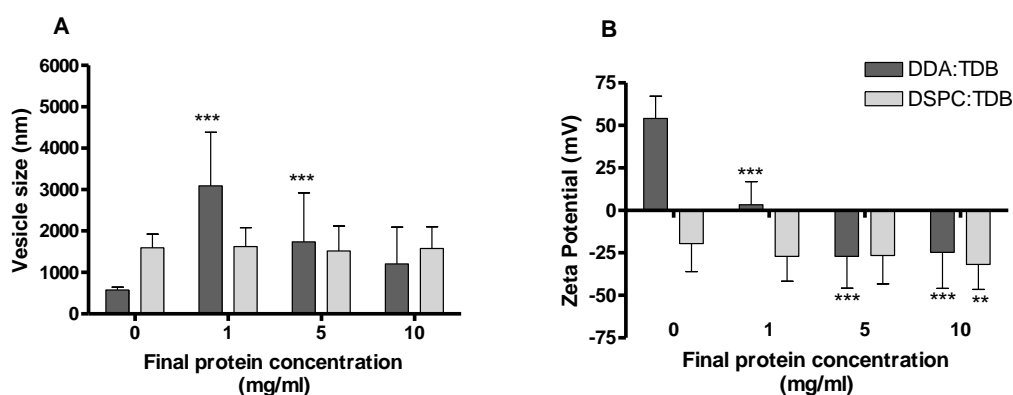 A
Vesicle size (nm)
6000
5000
4000
3000
2000
1000
0
***
***
0 1 5 10
Final protein concentration
(mg/ml)
B
DDA:TDB
DSPC:TDB
Zeta Potential (mV)
75
50
25
0
-25
-50
-75
***
*** *** **
0 1 5 10
Final protein concentration
(mg/ml)